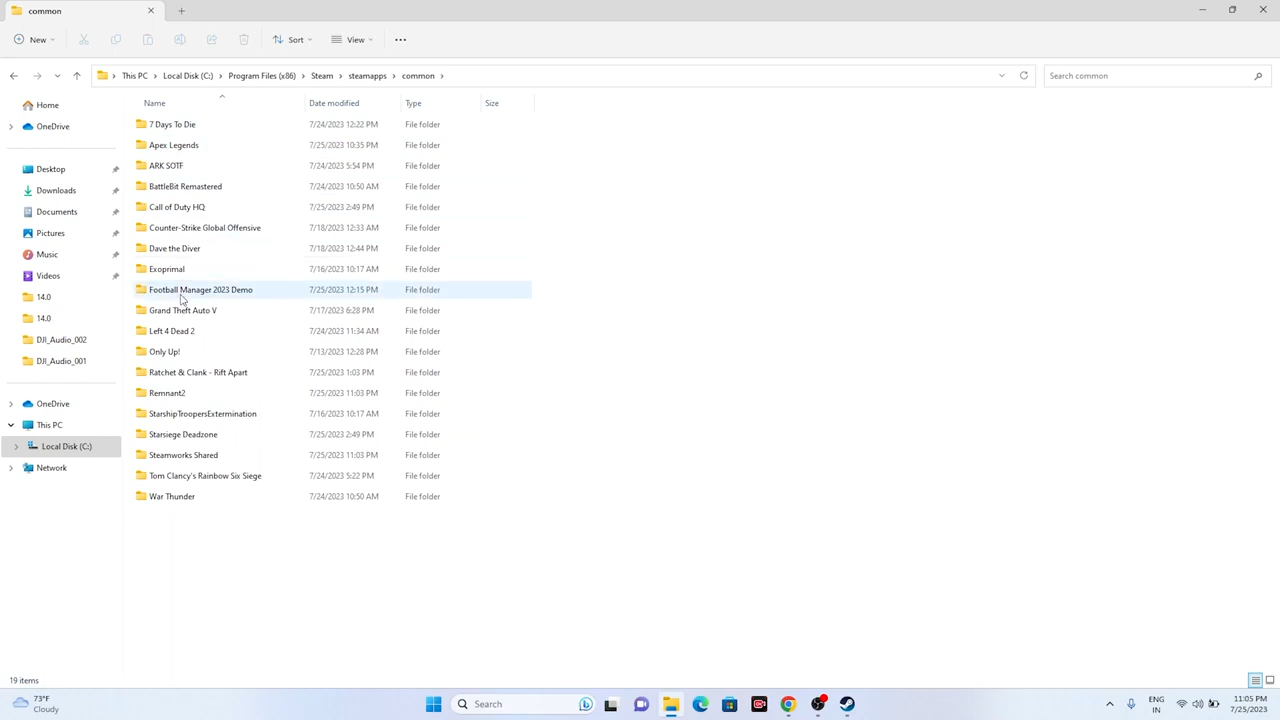 common
New
Sort
View
This PC > Local Disk (C:) > Program Files (x86) > Steam > steamapps > common >
Search common
Name Date modified Type Size
Home
OneDrive
Desktop
Downloads
Documents
Pictures
Music
Videos
14.0
14.0
DJI_Audio_002
DJI_Audio_001
OneDrive
This PC
Local Disk (C:)
Network
7 Days To Die 7/24/2023 12:22 PM File folder
Apex Legends 7/25/2023 10:35 PM File folder
ARK SOTF 7/24/2023 5:54 PM File folder
BattleBit Remastered 7/24/2023 10:50 AM File folder
Call of Duty HQ 7/25/2023 2:49 PM File folder
Counter-Strike Global Offensive 7/18/2023 12:33 AM File folder
Dave the Diver 7/18/2023 12:44 PM File folder
Exoprimal 7/16/2023 10:17 AM File folder
Football Manager 2023 Demo 7/25/2023 12:15 PM File folder
Grand Theft Auto V 7/17/2023 6:28 PM File folder
Left 4 Dead 2 7/24/2023 11:34 AM File folder
Only Up! 7/13/2023 12:28 PM File folder
Ratchet & Clank - Rift Apart 7/25/2023 1:03 PM File folder
Remnant2 7/25/2023 11:03 PM File folder
StarshipTroopersExtermination 7/16/2023 10:17 AM File folder
Starsiege Deadzone 7/25/2023 2:49 PM File folder
Steamworks Shared 7/25/2023 11:03 PM File folder
Tom Clancy's Rainbow Six Siege 7/24/2023 5:22 PM File folder
War Thunder 7/24/2023 10:50 AM File folder
19 items
73°F
Cloudy
Search
ENG
IN
11:05 PM
7/25/2023